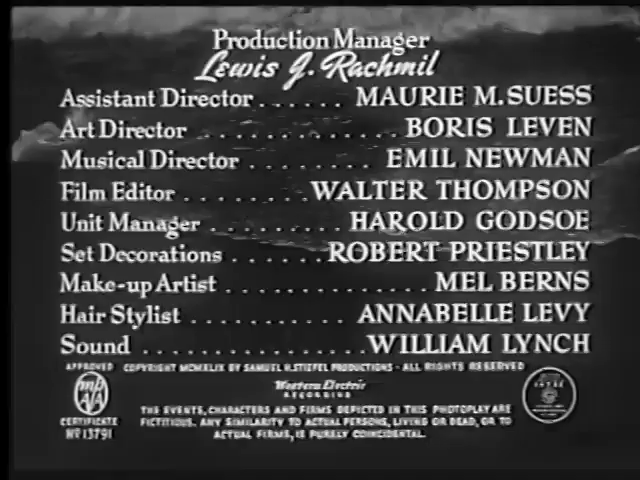 Production Manager
Lewis J. Rachmil
Assistant Director ...... MAURIE M. SUESS
Art Director ............. BORIS LEVEN
Musical Director ........ EMIL NEWMAN
Film Editor ......... WALTER THOMPSON
Unit Manager ......... HAROLD GODSOE
Set Decorations ...... ROBERT PRIESTLEY
Make-up Artist .............. MEL BERNS
Hair Stylist .......... ANNABELLE LEVY
Sound ............... WILLIAM LYNCH
APPROVED COPYRIGHT MCMXLIX BY SAMUEL H. STIEFEL PRODUCTIONS - ALL RIGHTS RESERVED
Western Electric
RECORDING
CERTIFICATE
Nº 13791
THE EVENTS, CHARACTERS AND FIRMS DEPICTED IN THIS PHOTOPLAY ARE
FICTITIOUS. ANY SIMILARITY TO ACTUAL PERSONS, LIVING OR DEAD, OR TO
ACTUAL FIRMS, IS PURELY COINCIDENTAL.